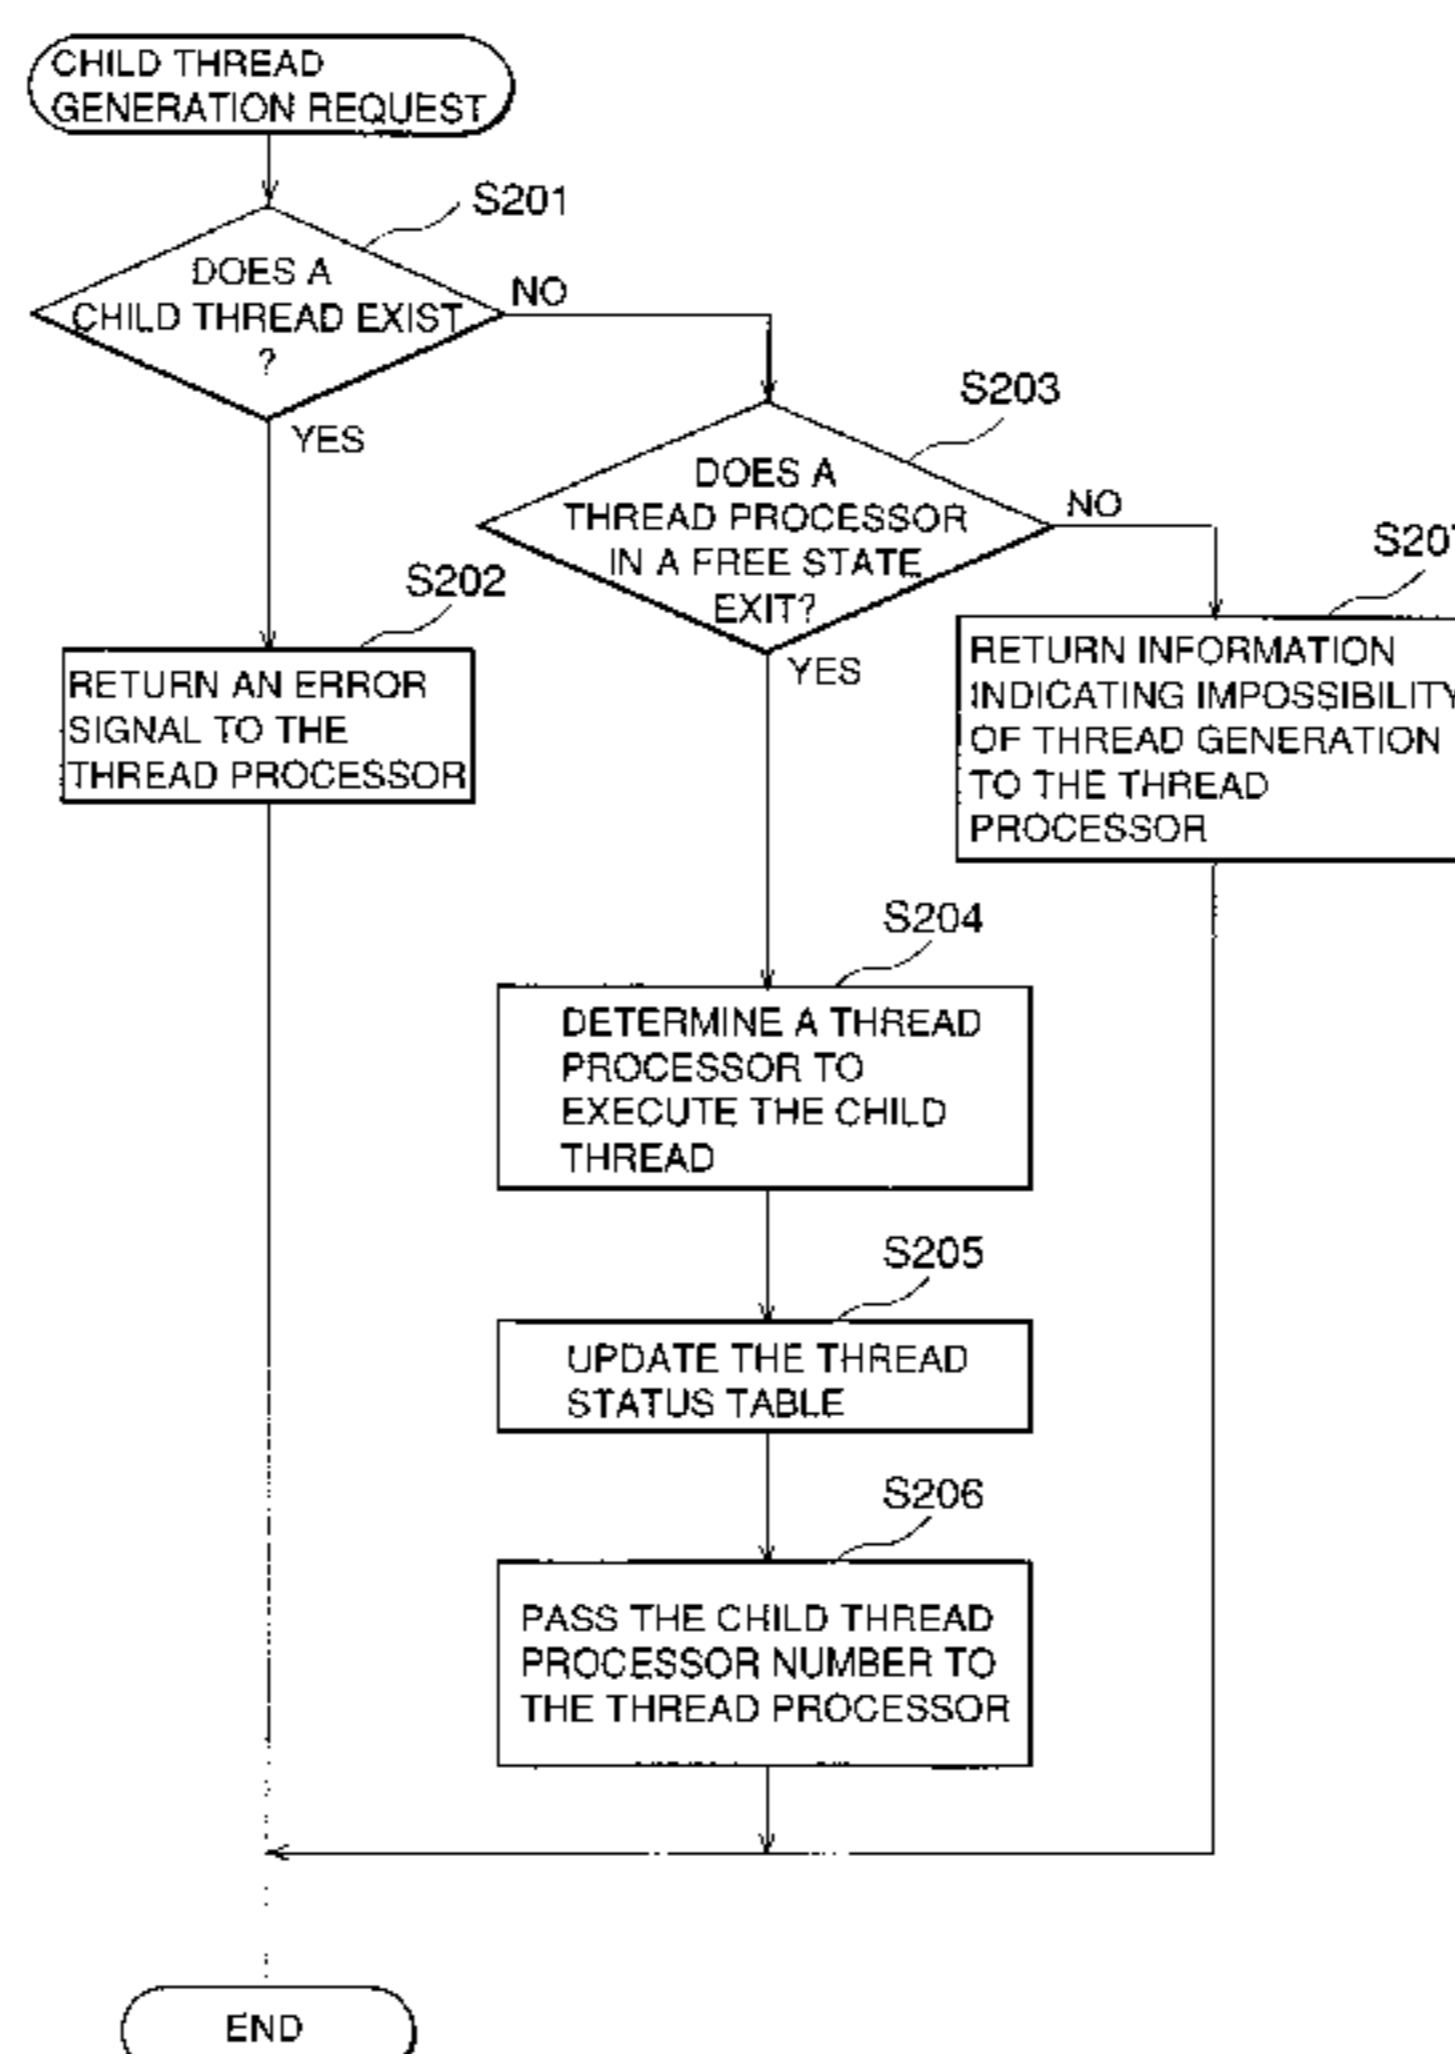 CHILD THREAD
GENERATION REQUEST
S201
DOES A
CHILD THREAD EXIST
?
NO
YES
S203
DOES A
THREAD PROCESSOR
IN A FREE STATE
EXIT?
NO
YES
S202
RETURN AN ERROR
SIGNAL TO THE
THREAD PROCESSOR
S207
RETURN INFORMATION
INDICATING IMPOSSIBILITY
OF THREAD GENERATION
TO THE THREAD
PROCESSOR
S204
DETERMINE A THREAD
PROCESSOR TO
EXECUTE THE CHILD
THREAD
S205
UPDATE THE THREAD
STATUS TABLE
S206
PASS THE CHILD THREAD
PROCESSOR NUMBER TO
THE THREAD PROCESSOR
END